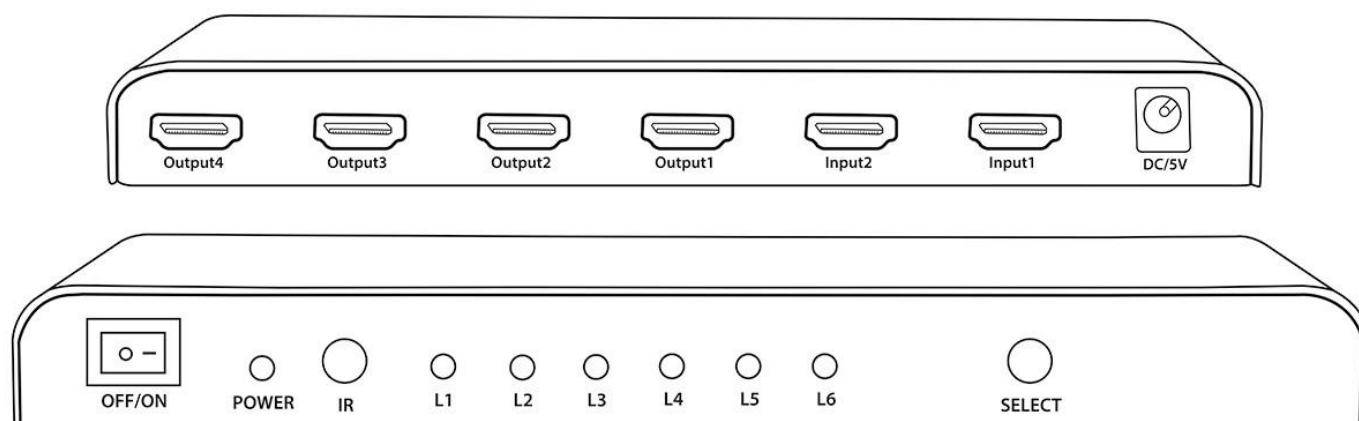 Output4 Output3 Output2 Output1 Input2 Input1 DC/5V
OFF/ON POWER IR L1 L2 L3 L4 L5 L6 SELECT